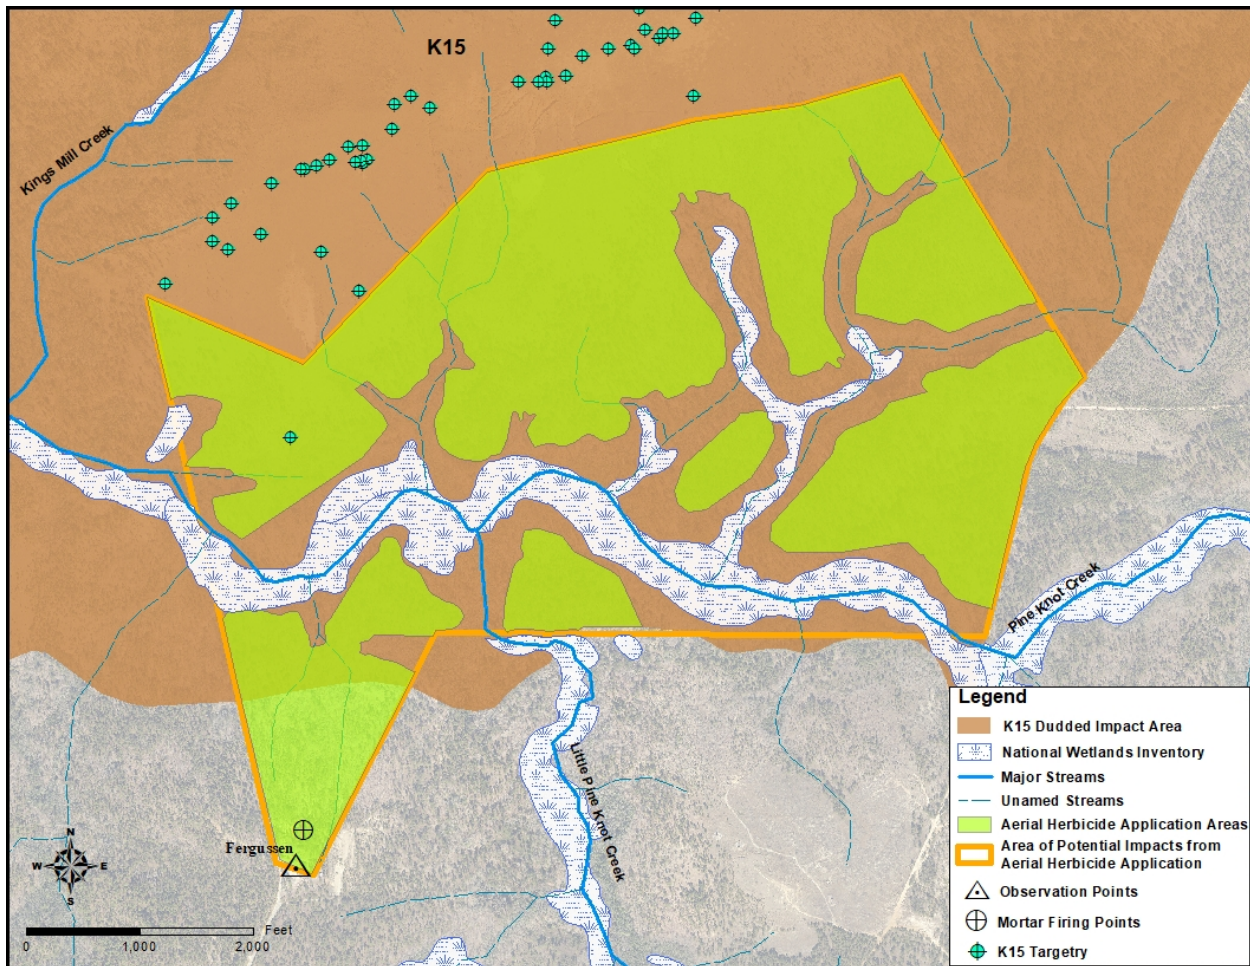 K15
Kings Mill Creek
Pine Knot Creek
Little Pine Knot Creek
Fergussen
N
W
E
S
Feet
0
1,000
2,000
Legend
K15 Dudded Impact Area
National Wetlands Inventory
Major Streams
Unamed Streams
Aerial Herbicide Application Areas
Area of Potential Impacts from
Aerial Herbicide Application
Observation Points
Mortar Firing Points
K15 Targetry